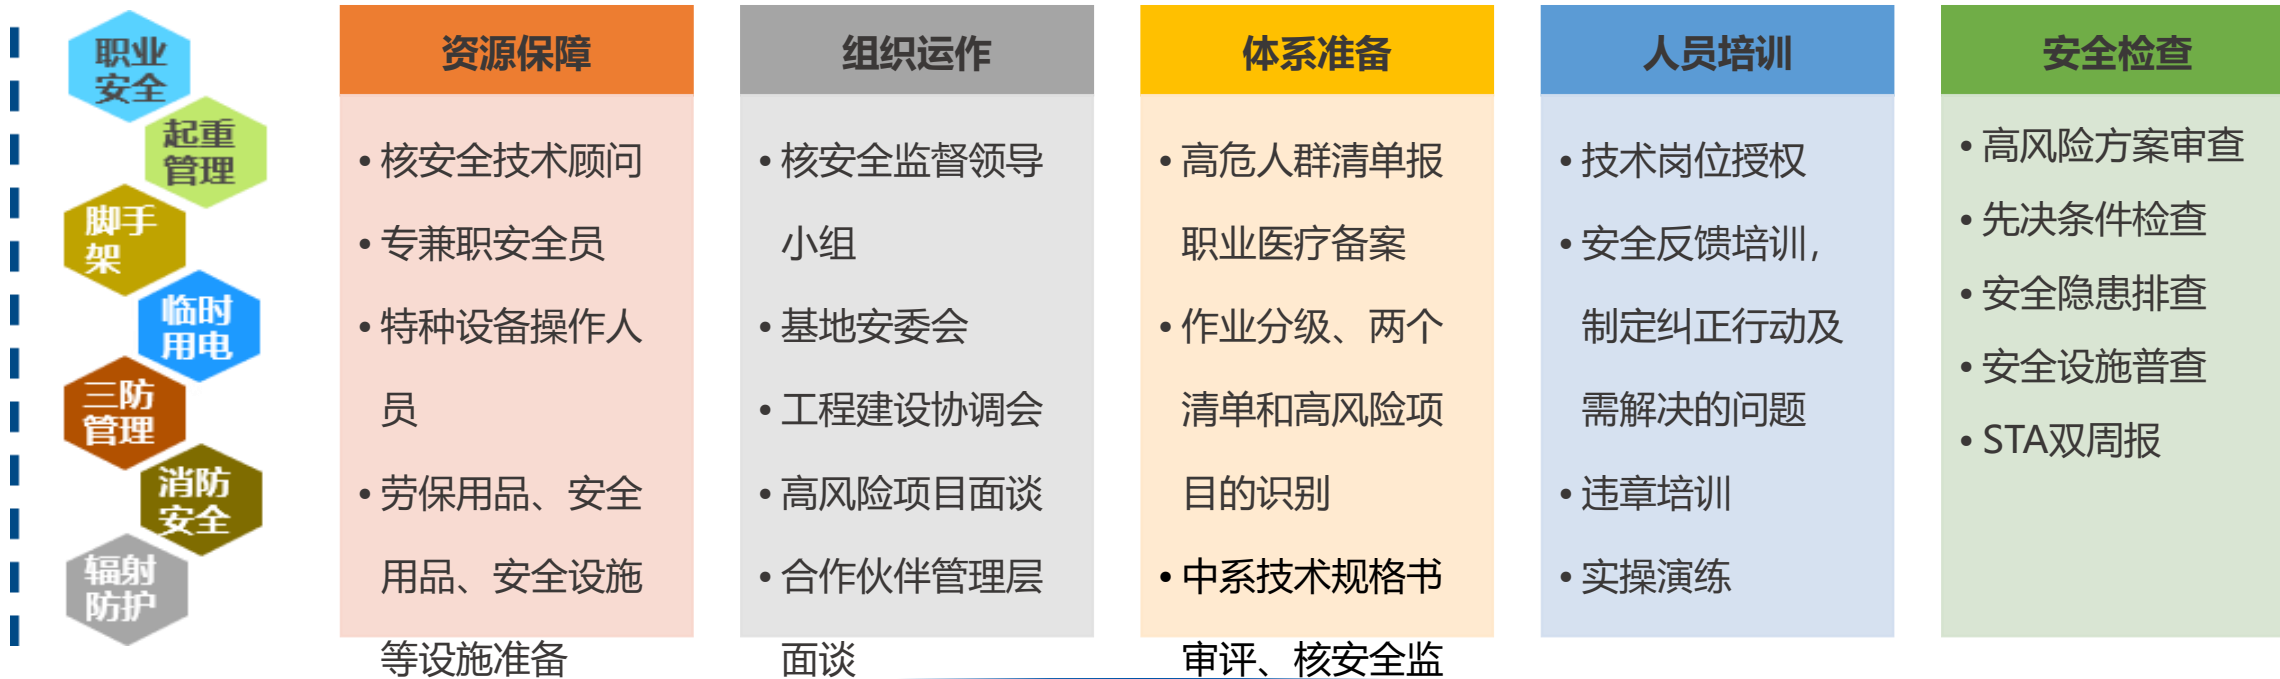 职业
安全
起重
管理
脚手
架
临时
用电
三防
管理
消防
安全
辐射
防护
资源保障
• 核安全技术顾问
• 专兼职安全员
• 特种设备操作人
员
• 劳保用品、安全
用品、安全设施
等设施准备
组织运作
• 核安全监督领导
小组
• 基地安委会
• 工程建设协调会
• 高风险项目面谈
• 合作伙伴管理层
面谈
体系准备
• 高危人群清单报
职业医疗备案
• 作业分级、两个
清单和高风险项
目的识别
• 中系技术规格书
审评、核安全监
人员培训
• 技术岗位授权
• 安全反馈培训,
制定纠正行动及
需解决的问题
• 违章培训
• 实操演练
安全检查
• 高风险方案审查
• 先决条件检查
• 安全隐患排查
• 安全设施普查
• STA双周报